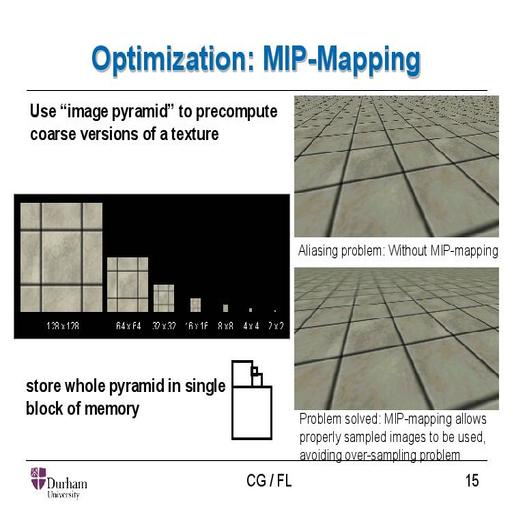 Optimization: MIP-Mapping
Use “image pyramid” to precompute
coarse versions of a texture
Aliasing problem: Without MIP-mapping
128 x 128
64 x 64
32 x 32
16 x 16
8 x 8
4 x 4
2 x 2
store whole pyramid in single
block of memory
Problem solved: MIP-mapping allows
properly sampled images to be used,
avoiding over-sampling problem
Durham
University
CG / FL
15